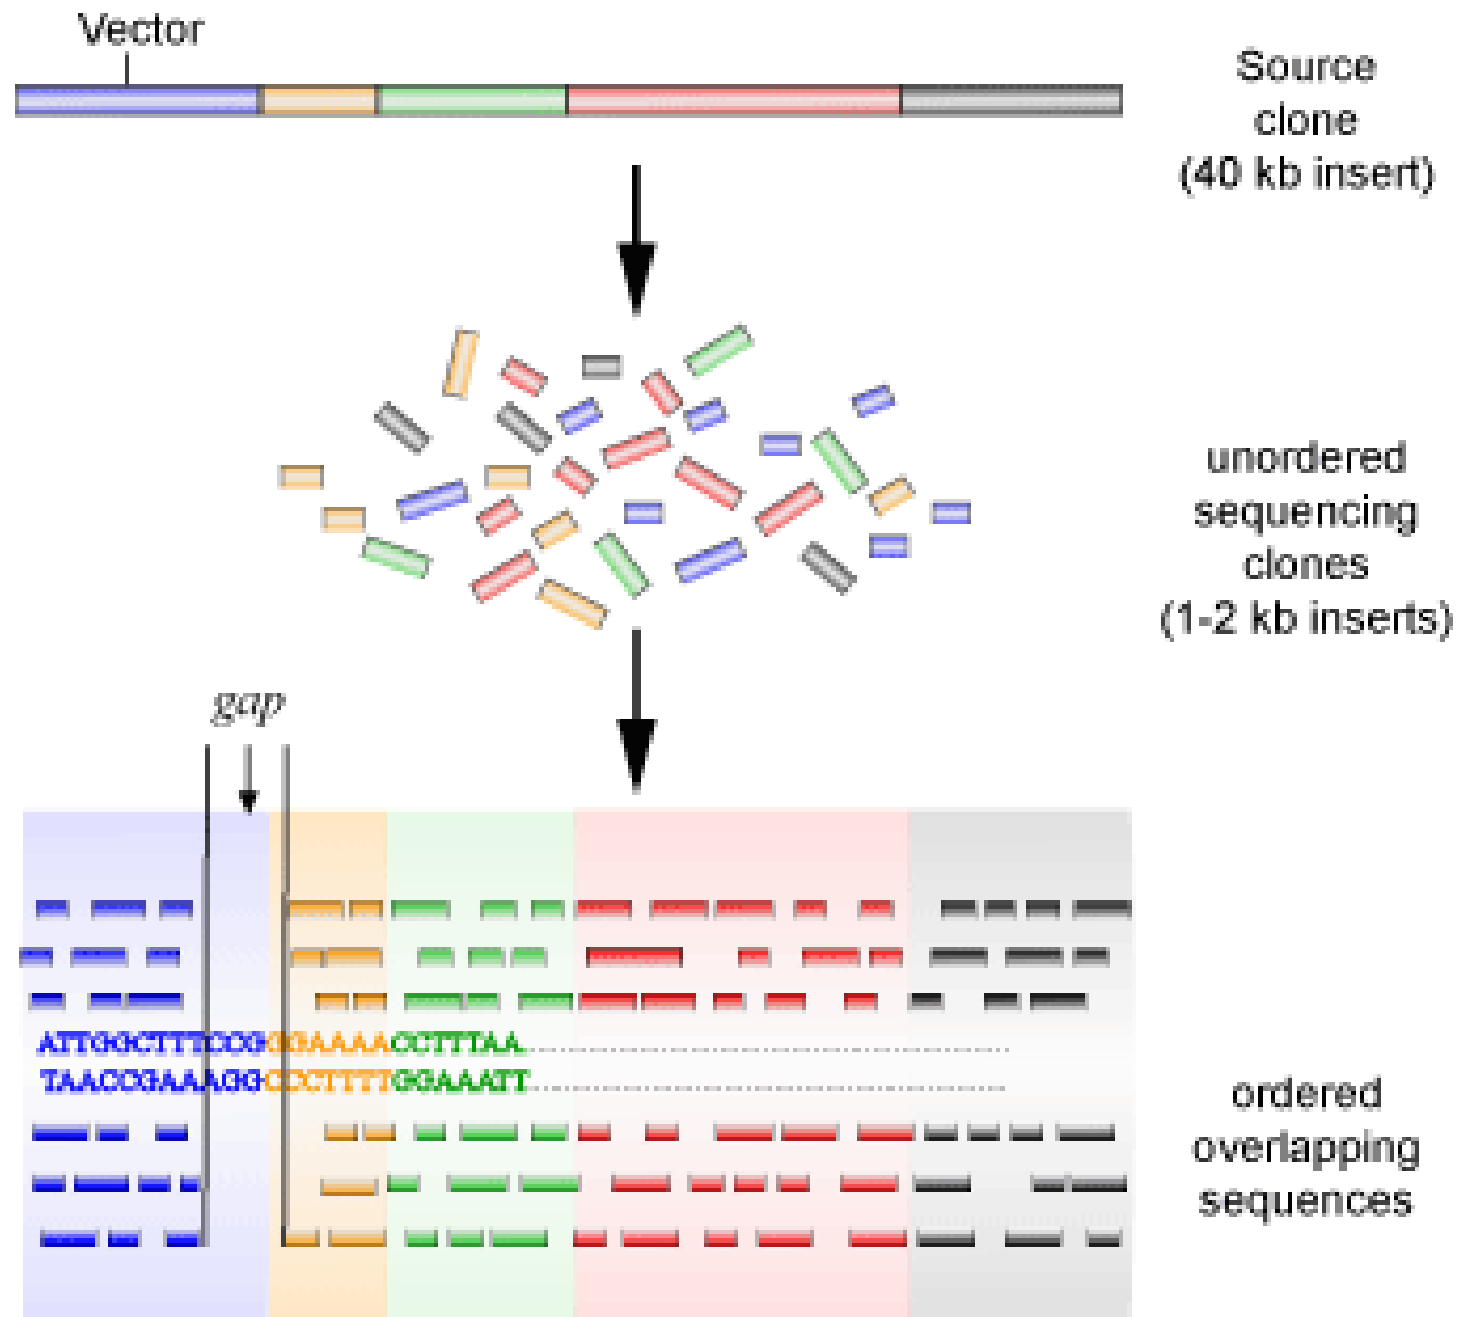 Vector
Source
clone
(40 kb insert)
unordered
sequencing
clones
(1-2 kb inserts)
gap
ATTGGCTTTCCGGGAAAACCTTTAA
TAACCGAAAGGCCCTTTTGGAAATT
ordered
overlapping
sequences